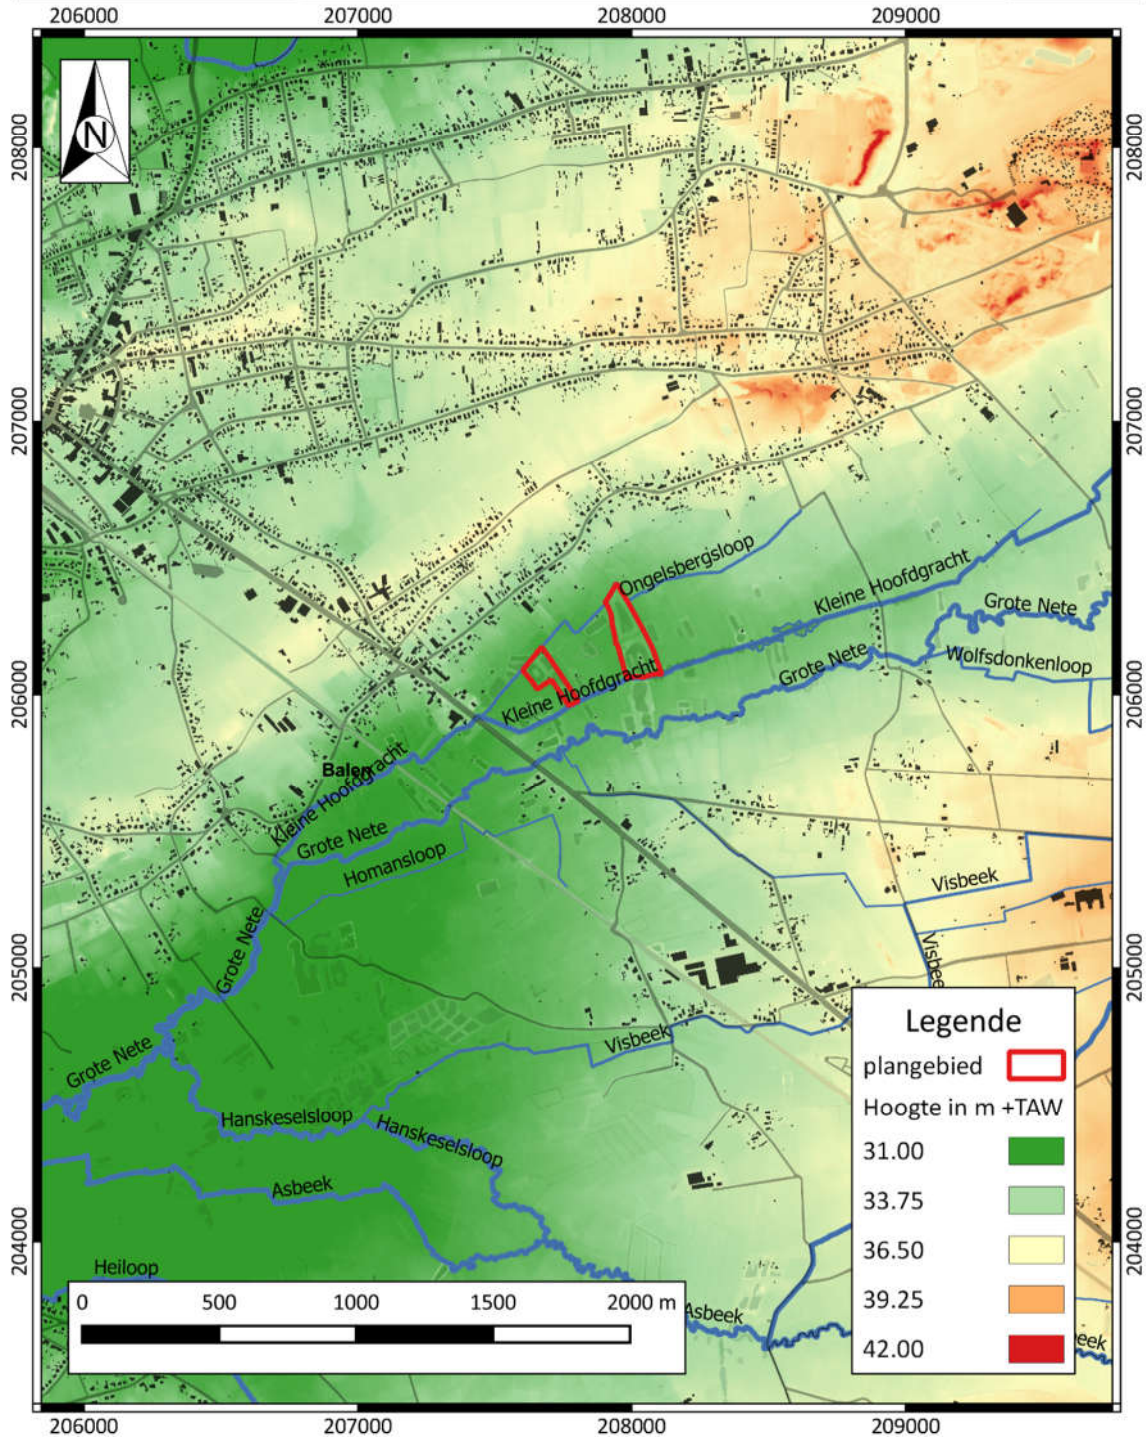 206000 207000 208000 209000
N
208000 208000
207000 207000
Ongelsbergsloop
Kleine Hoofdgracht
Grote Nete
Grote Nete
Wolfsdonkenloop
206000 206000
Kleine Hoofdgracht
Balen
Kleine Hoofdgracht
Grote Nete
Homansloop
Visbeek
Grote Nete
Visbee
205000 205000
Visbeek
Grote Nete
Hanskeselsloop
Hanskeselsloop
Asbeek
204000 204000
Heiloop
Asbeek
eek
0 500 1000 1500 2000 m
Legende
plangebied
Hoogte in m +TAW
31.00
33.75
36.50
39.25
42.00
206000 207000 208000 209000